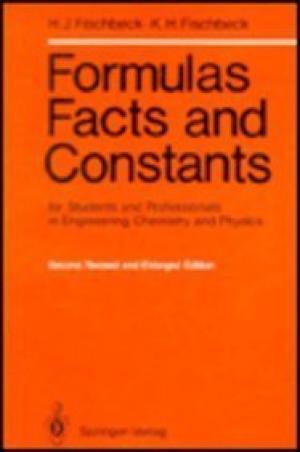 H. J. Fischbeck · K. H. Fischbeck
Formulas
Facts and
Constants
for Students and Professionals
in Engineering, Chemistry and Physics
Second Revised and Enlarged Edition
Springer-Verlag